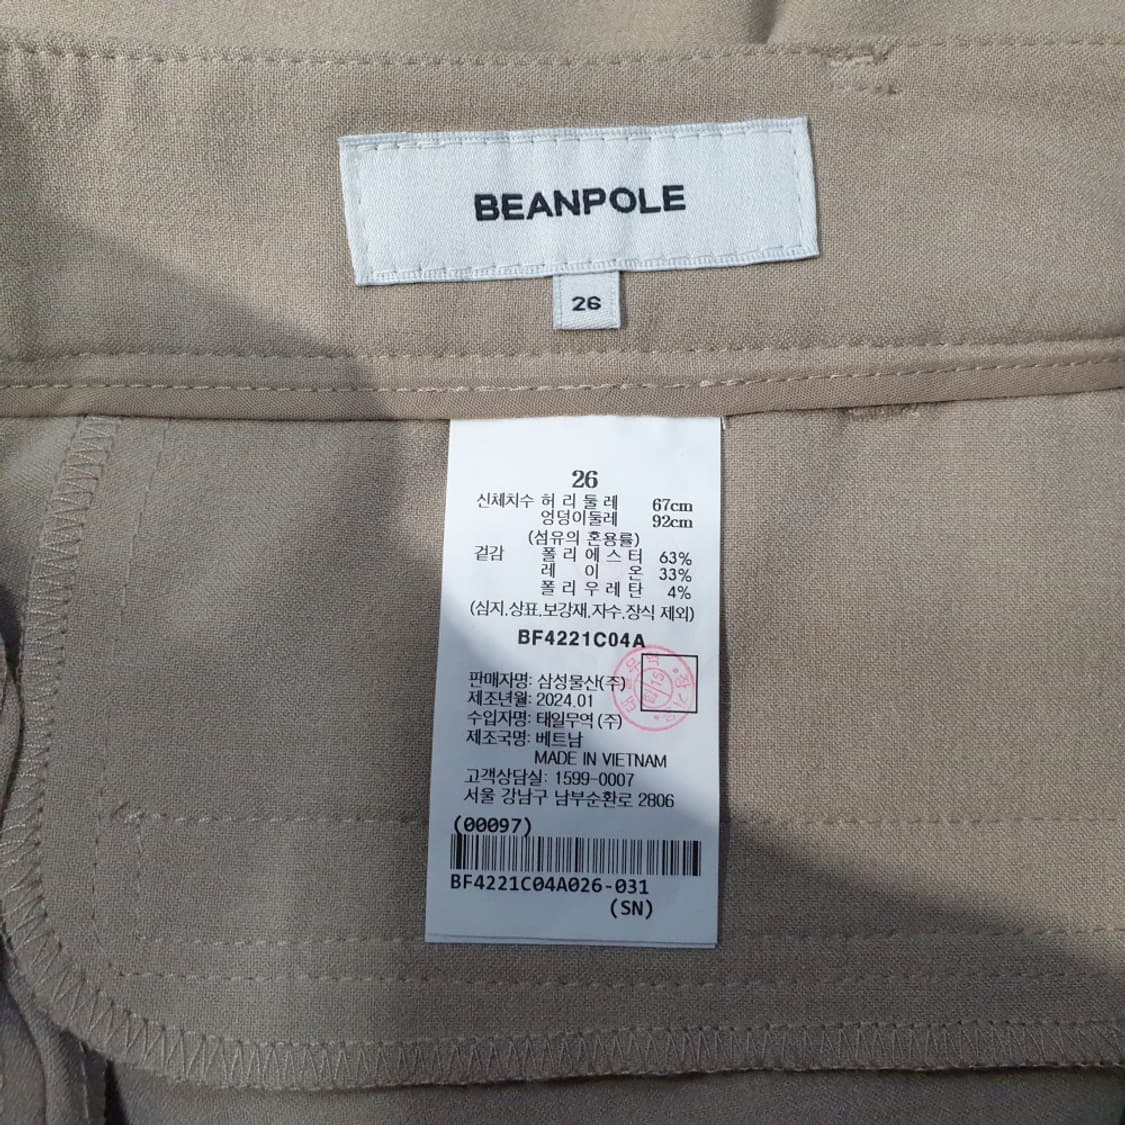 BEANPOLE
26
26
신체치수 허리둘레 67cm
엉덩이둘레 92cm
(섬유의 혼용률)
겉감 폴리에스터 63%
레이온 33%
폴리우레탄 4%
(심지.상표.보강재.자수.장식 제외)
BF4221C04A
판매자명: 삼성물산(주)
제조년월: 2024.01
수입자명: 태일무역(주)
제조국명: 베트남
MADE IN VIETNAM
고객상담실: 1599-0007
서울 강남구 남부순환로 2806
(00097)
BF4221C04A026-031
(SN)